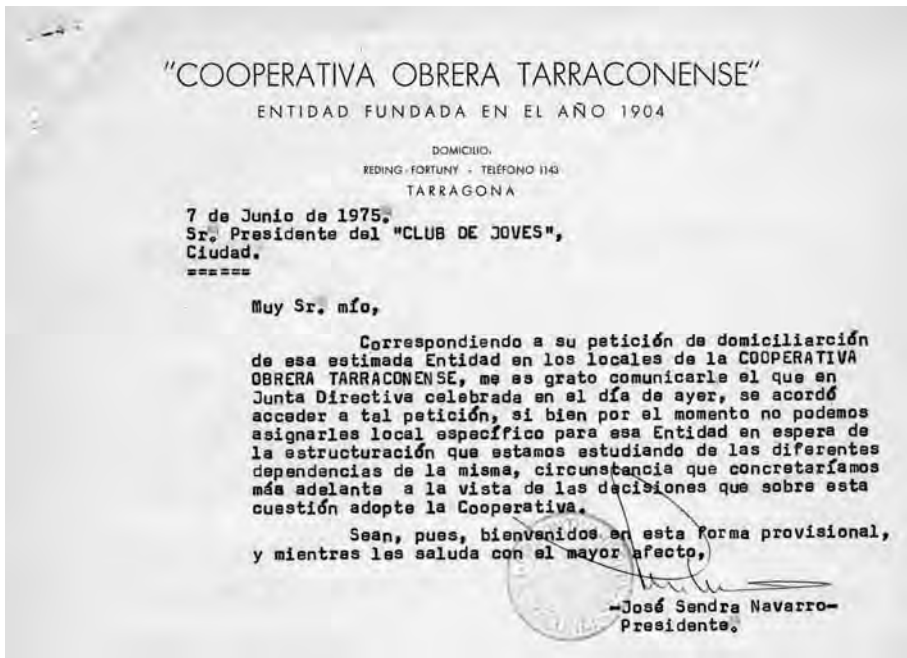 "COOPERATIVA OBRERA TARRACONENSE"
ENTIDAD FUNDADA EN EL AÑO 1904
DOMICILIO:
REDING-FORTUNY - TELÉFONO 1143
TARRAGONA
7 de Junio de 1975.
Sr. Presidente del "CLUB DE JOVES",
Ciudad.
======
Muy Sr. mío,
Correspondiendo a su petición de domiciliarción
de esa estimada Entidad en los locales de la COOPERATIVA
OBRERA TARRACONENSE, me es grato comunicarle el que en
Junta Directiva celebrada en el día de ayer, se acordó
acceder a tal petición, si bien por el momento no podemos
asignarles local específico para esa Entidad en espera de
la estructuración que estamos estudiando de las diferentes
dependencias de la misma, circunstancia que concretaríamos
más adelante a la vista de las decisiones que sobre esta
cuestión adopte la Cooperativa.
Sean, pues, bienvenidos en esta forma provisional,
y mientras les saluda con el mayor afecto,
-José Sendra Navarro-
Presidente.